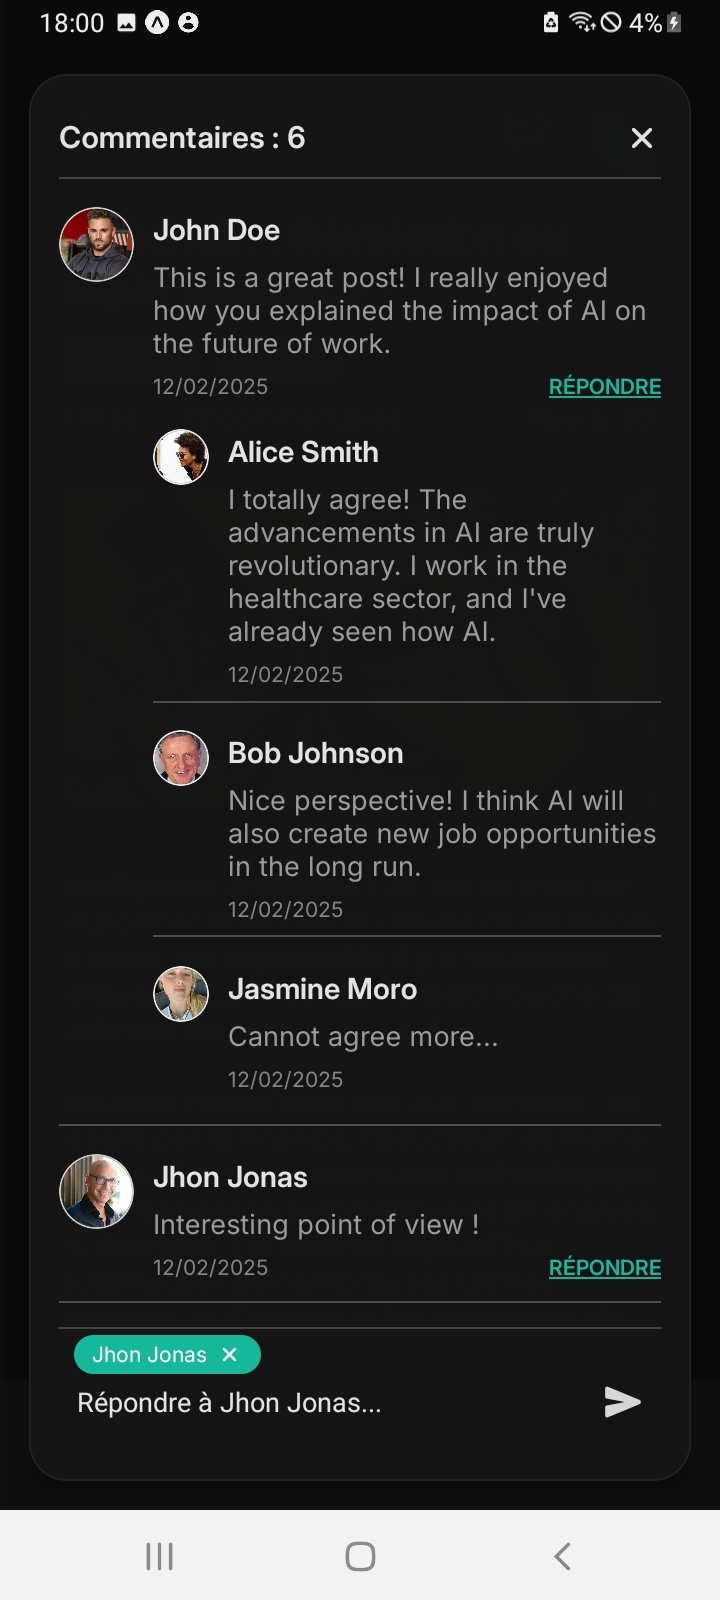 18:00 4%
Commentaires : 6
John Doe
This is a great post! I really enjoyed
how you explained the impact of AI on
the future of work.
12/02/2025 RÉPONDRE
Alice Smith
I totally agree! The
advancements in AI are truly
revolutionary. I work in the
healthcare sector, and I've
already seen how AI.
12/02/2025
Bob Johnson
Nice perspective! I think AI will
also create new job opportunities
in the long run.
12/02/2025
Jasmine Moro
Cannot agree more...
12/02/2025
Jhon Jonas
Interesting point of view !
12/02/2025 RÉPONDRE
Jhon Jonas
Répondre à Jhon Jonas...